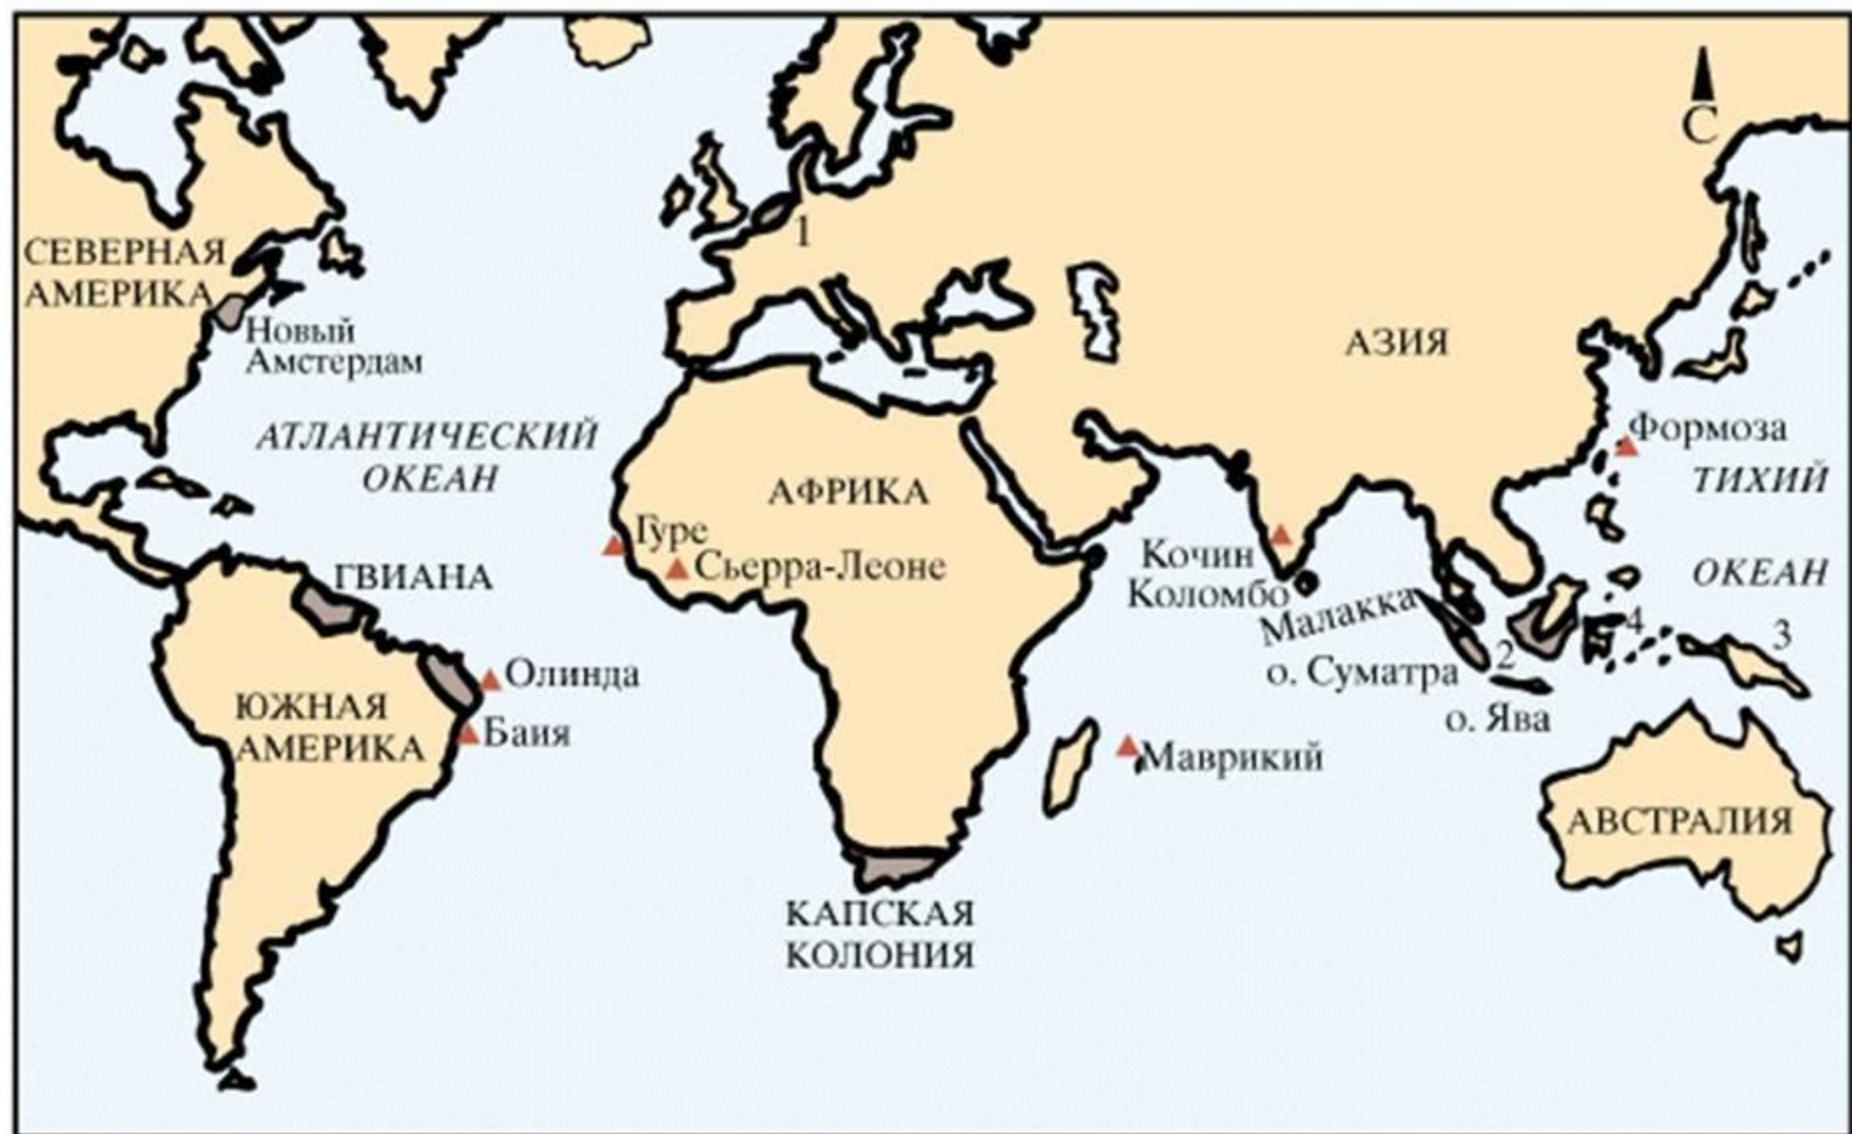 С
1
СЕВЕРНАЯ
АМЕРИКА
Новый
Амстердам
АЗИЯ
АТЛАНТИЧЕСКИЙ
ОКЕАН
Формоза
ТИХИЙ
ОКЕАН
АФРИКА
Гуре
Сьерра-Леоне
Кочин
Коломбо
Малакка
ГВИАНА
4
3
2
о. Суматра
о. Ява
Олинда
ЮЖНАЯ
АМЕРИКА
Баия
Маврикий
АВСТРАЛИЯ
КАПСКАЯ
КОЛОНИЯ